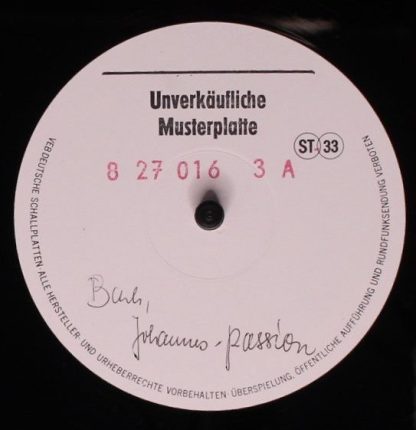 Unverkäufliche
Musterplatte
ST 33
8 27 016 3 A
Bach,
Johannes-passion
VEB DEUTSCHE SCHALLPLATTEN ALLE HERSTELLER- UND URHEBERRECHTE VORBEHALTEN · ÜBERSPIELUNG, ÖFFENTLICHE AUFFÜHRUNG UND RUNDFUNKSENDUNG VERBOTEN